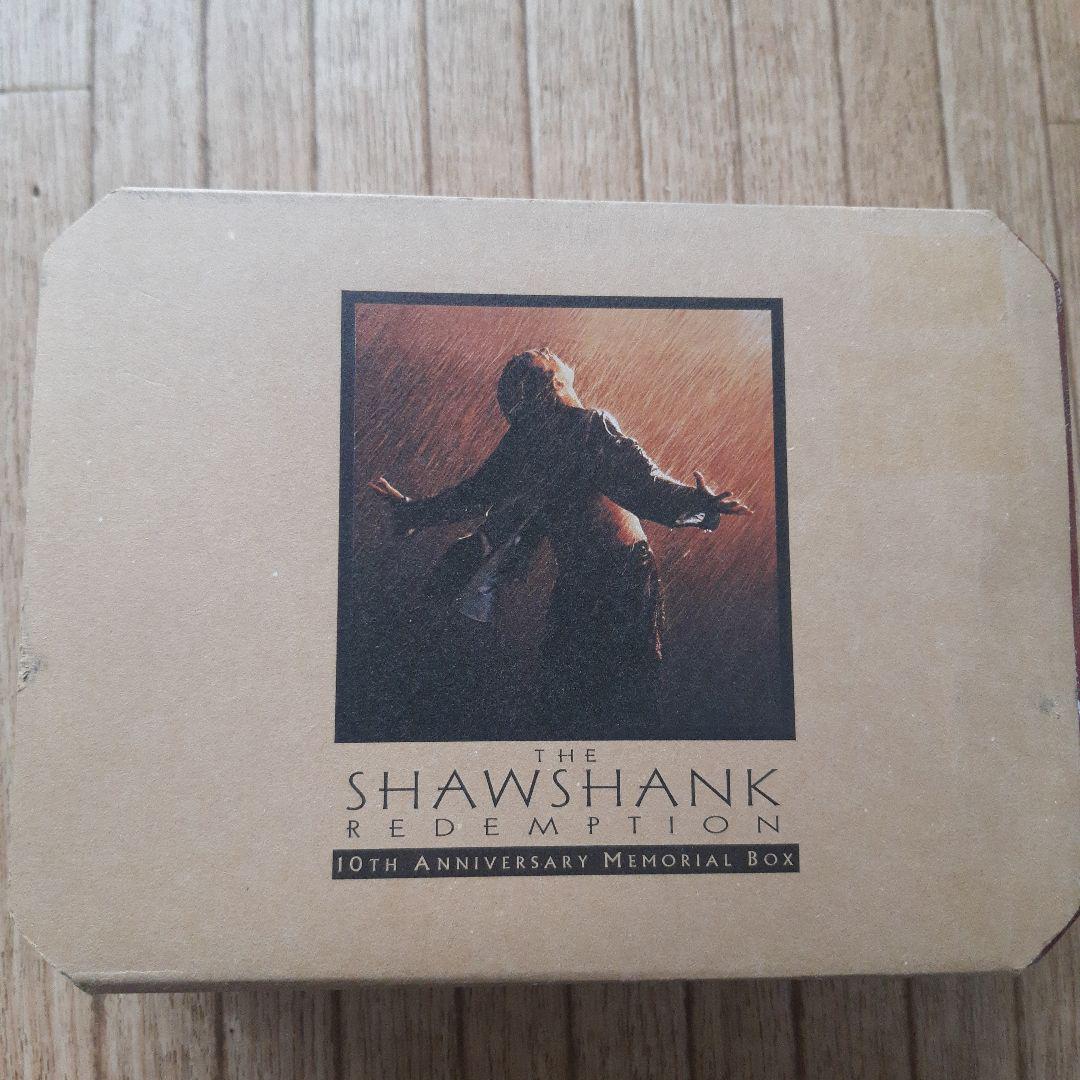 THE
SHAWSHANK
REDEMPTION
10TH ANNIVERSARY MEMORIAL BOX